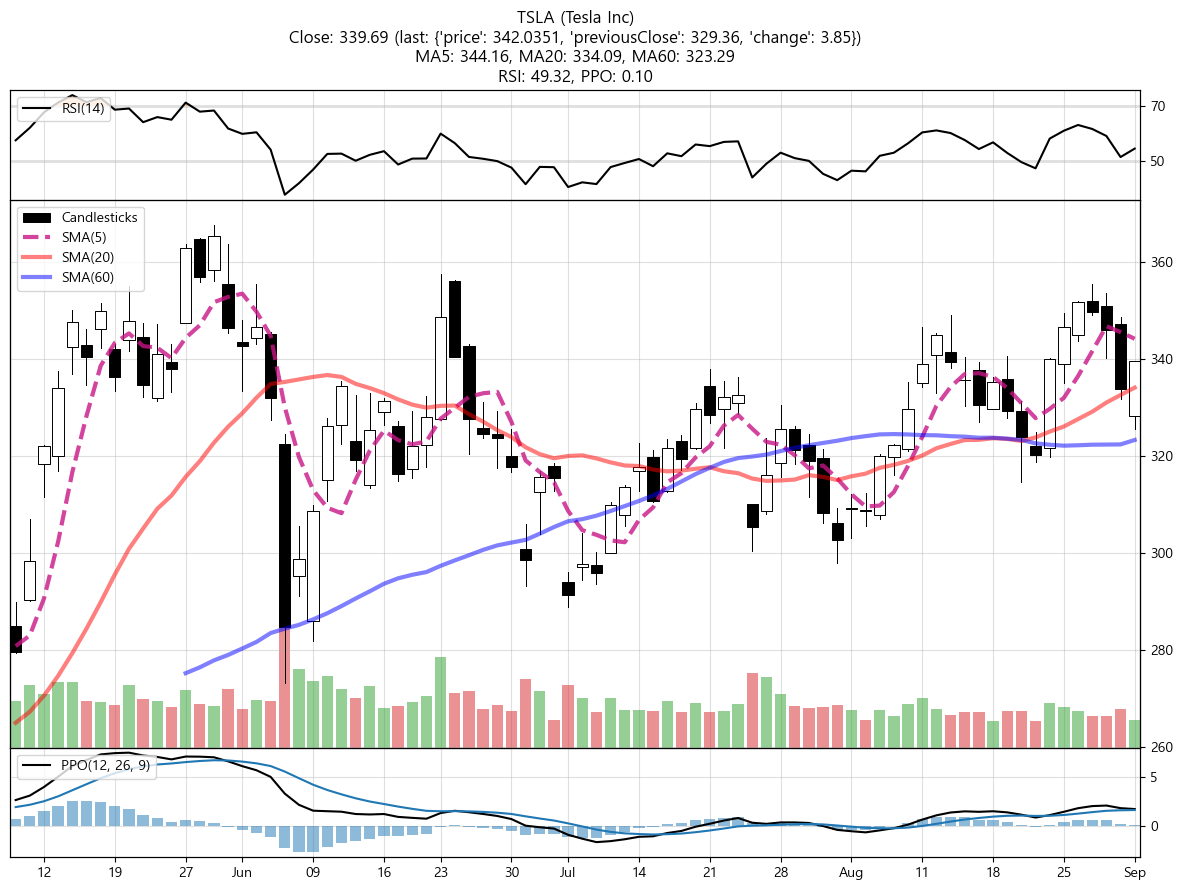 TSLA (Tesla Inc)
Close: 339.69 (last: {'price': 342.0351, 'previousClose': 329.36, 'change': 3.85})
MA5: 344.16, MA20: 334.09, MA60: 323.29
RSI: 49.32, PPO: 0.10
RSI(14)
70
50
Candlesticks
SMA(5)
SMA(20)
SMA(60)
360
340
320
300
280
260
PPO(12, 26, 9)
5
0
12 19 27 Jun 09 16 23 30 Jul 14 21 28 Aug 11 18 25 Sep